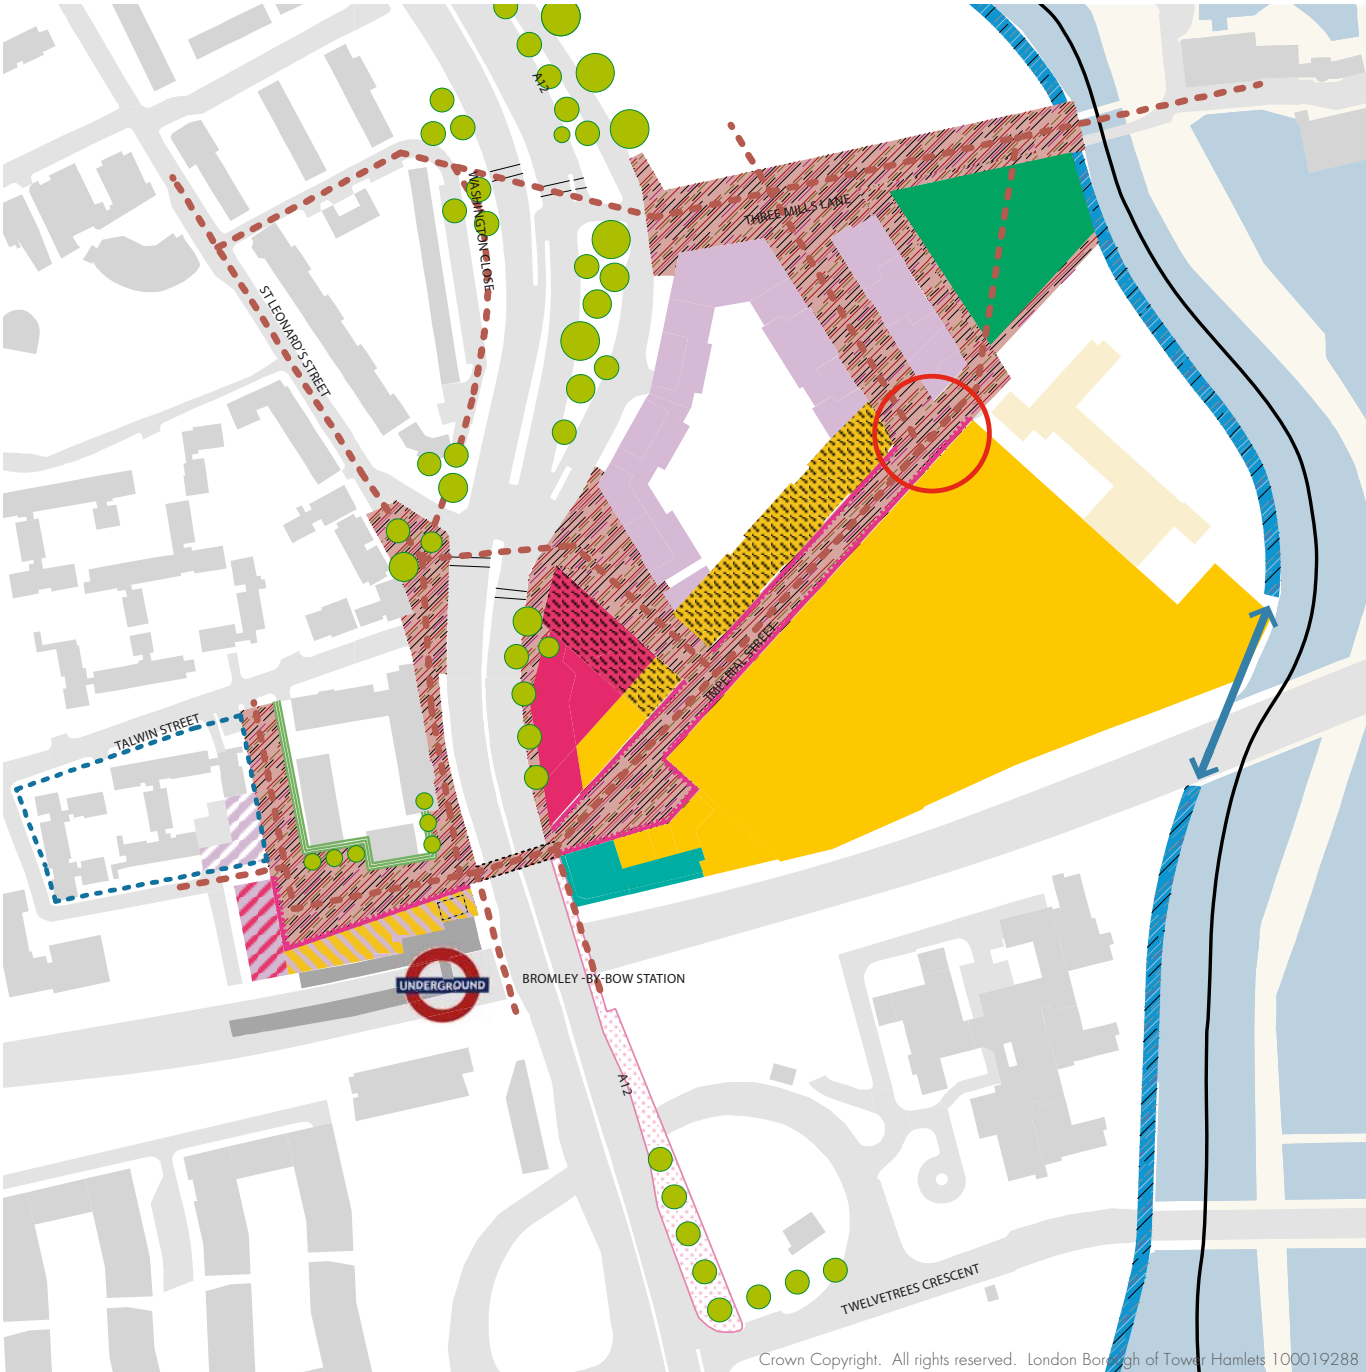 A12
WASHINGTON CLOSE
THREE MILLS LANE
ST LEONARD'S STREET
IMPERIAL STREET
TALWIN STREET
UNDERGROUND
BROMLEY -BY-BOW STATION
A12
TWELVETREES CRESCENT
Crown Copyright. All rights reserved. London Borough of Tower Hamlets 100019288